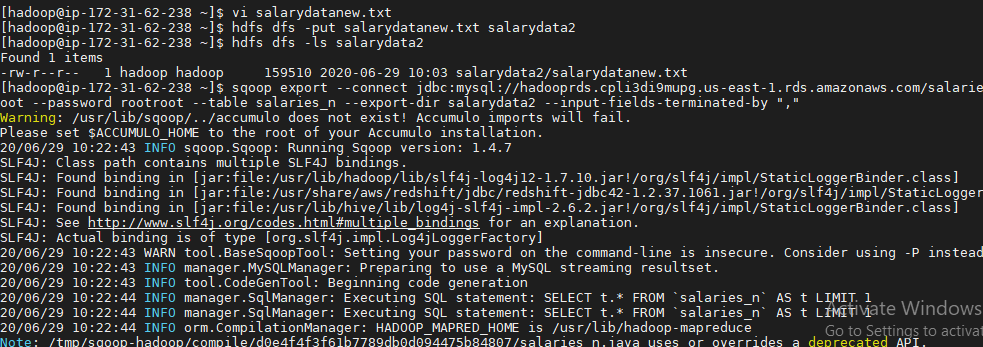 [hadoop@ip-172-31-62-238 ~]$ vi salarydatanew.txt
[hadoop@ip-172-31-62-238 ~]$ hdfs dfs -put salarydatanew.txt salarydata2
[hadoop@ip-172-31-62-238 ~]$ hdfs dfs -ls salarydata2
Found 1 items
-rw-r--r--   1 hadoop hadoop     159510 2020-06-29 10:03 salarydata2/salarydatanew.txt
[hadoop@ip-172-31-62-238 ~]$ sqoop export --connect jdbc:mysql://hadooprds.cpli3di9mupg.us-east-1.rds.amazonaws.com/salarie
oot --password rootroot --table salaries_n --export-dir salarydata2 --input-fields-terminated-by ","
Warning: /usr/lib/sqoop/../accumulo does not exist! Accumulo imports will fail.
Please set $ACCUMULO_HOME to the root of your Accumulo installation.
20/06/29 10:22:43 INFO sqoop.Sqoop: Running Sqoop version: 1.4.7
SLF4J: Class path contains multiple SLF4J bindings.
SLF4J: Found binding in [jar:file:/usr/lib/hadoop/lib/slf4j-log4j12-1.7.10.jar!/org/slf4j/impl/StaticLoggerBinder.class]
SLF4J: Found binding in [jar:file:/usr/share/aws/redshift/jdbc/redshift-jdbc42-1.2.37.1061.jar!/org/slf4j/impl/StaticLogger
SLF4J: Found binding in [jar:file:/usr/lib/hive/lib/log4j-slf4j-impl-2.6.2.jar!/org/slf4j/impl/StaticLoggerBinder.class]
SLF4J: See http://www.slf4j.org/codes.html#multiple_bindings for an explanation.
SLF4J: Actual binding is of type [org.slf4j.impl.Log4jLoggerFactory]
20/06/29 10:22:43 WARN tool.BaseSqoopTool: Setting your password on the command-line is insecure. Consider using -P instead
20/06/29 10:22:43 INFO manager.MySQLManager: Preparing to use a MySQL streaming resultset.
20/06/29 10:22:43 INFO tool.CodeGenTool: Beginning code generation
20/06/29 10:22:44 INFO manager.SqlManager: Executing SQL statement: SELECT t.* FROM `salaries_n` AS t LIMIT 1
20/06/29 10:22:44 INFO manager.SqlManager: Executing SQL statement: SELECT t.* FROM `salaries_n` AS t LIMIT 1
20/06/29 10:22:44 INFO orm.CompilationManager: HADOOP_MAPRED_HOME is /usr/lib/hadoop-mapreduce
Note: /tmp/sqoop-hadoop/compile/d0e4f4f3f61b7789db0d094475b84807/salaries_n.java uses or overrides a deprecated API.
Activate Windows
Go to Settings to activat